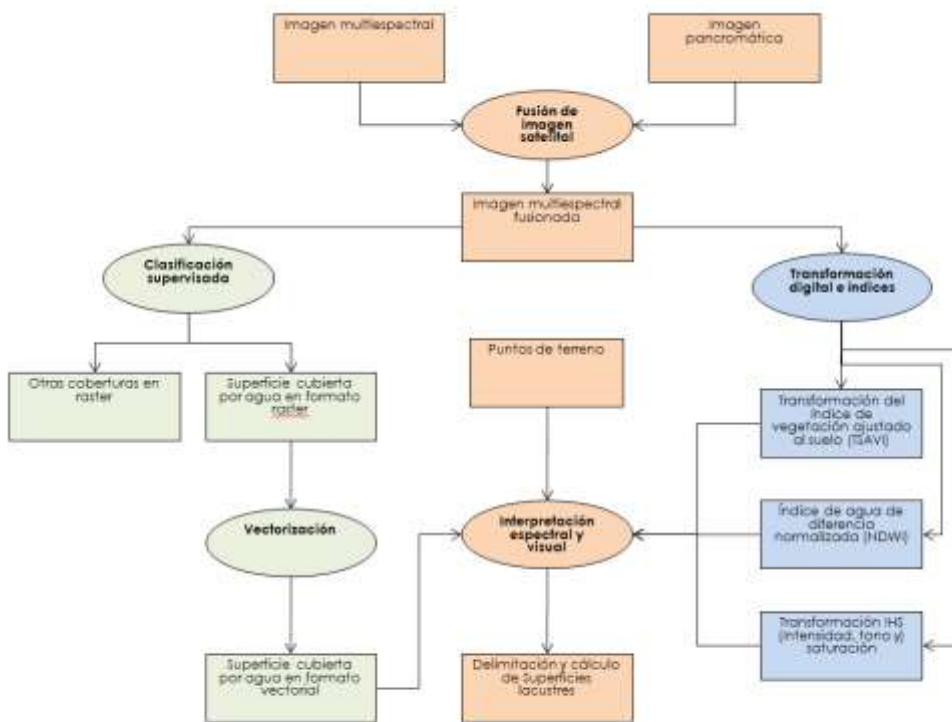 Imagen multiespectral
Imagen
pancromática
Fusión de
imagen
satelital
Imagen multiespectral
fusionada
Clasificación
supervisada
Transformación
digital e índices
Otras coberturas en
raster
Superficie cubierta
por agua en formato
raster
Puntos de terreno
Transformación del
índice de
vegetación ajustado
al suelo (TSAVI)
Vectorización
Interpretación
espectral y
visual
Índice de agua de
diferencia
normalizada (NDWI)
Superficie cubierta
por agua en formato
vectorial
Delimitación y cálculo
de Superficies
lacustres
Transformación IHS
(Intensidad, tono y)
saturación